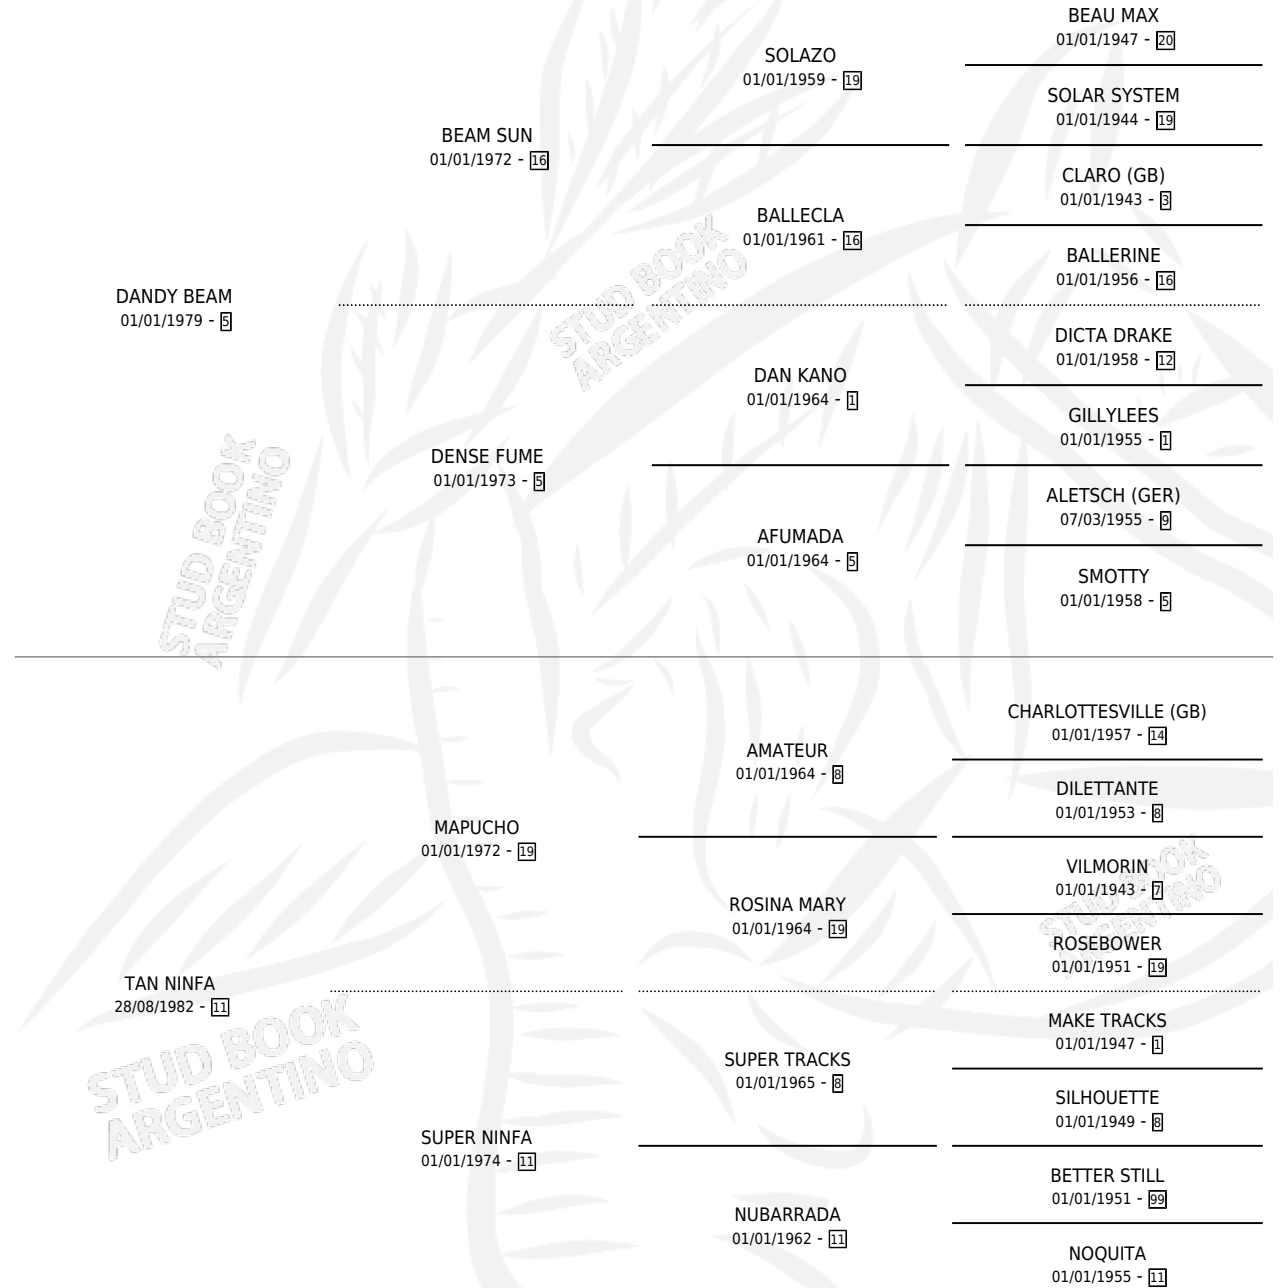 BEAU MAX
01/01/1947 - 20
SOLAZO
01/01/1959 - 19
SOLAR SYSTEM
01/01/1944 - 19
BEAM SUN
01/01/1972 - 16
CLARO (GB)
01/01/1943 - 3
BALLECLA
01/01/1961 - 16
BALLERINE
01/01/1956 - 16
DANDY BEAM
01/01/1979 - 5
DICTA DRAKE
01/01/1958 - 12
DAN KANO
01/01/1964 - 1
GILLYLEES
01/01/1955 - 1
DENSE FUME
01/01/1973 - 5
ALETSCH (GER)
07/03/1955 - 9
AFUMADA
01/01/1964 - 5
SMOTTY
01/01/1958 - 5
CHARLOTTESVILLE (GB)
01/01/1957 - 14
AMATEUR
01/01/1964 - 8
DILETTANTE
01/01/1953 - 8
MAPUCHO
01/01/1972 - 19
VILMORIN
01/01/1943 - 7
ROSINA MARY
01/01/1964 - 19
ROSEBOWER
01/01/1951 - 19
TAN NINFA
28/08/1982 - 11
MAKE TRACKS
01/01/1947 - 1
SUPER TRACKS
01/01/1965 - 8
SILHOUETTE
01/01/1949 - 8
SUPER NINFA
01/01/1974 - 11
BETTER STILL
01/01/1951 - 99
NUBARRADA
01/01/1962 - 11
NOQUITA
01/01/1955 - 11
STUD BOOK
ARGENTINO
STUD BOOK
ARGENTINO
STUD BOOK
ARGENTINO
STUD BOOK
ARGENTINO